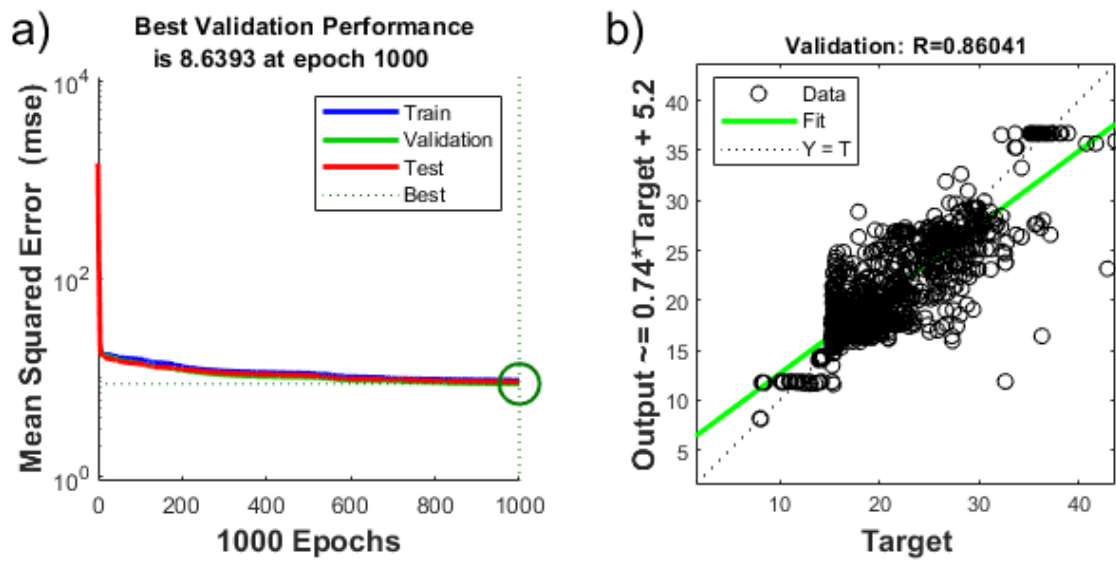 a)
Best Validation Performance
is 8.6393 at epoch 1000
Mean Squared Error (mse)
10^4
10^2
10^0
Train
Validation
Test
Best
0
200
400
600
800
1000
1000 Epochs
b)
Validation: R=0.86041
Output ~= 0.74*Target + 5.2
40
35
30
25
20
15
10
5
Data
Fit
Y = T
10
20
30
40
Target